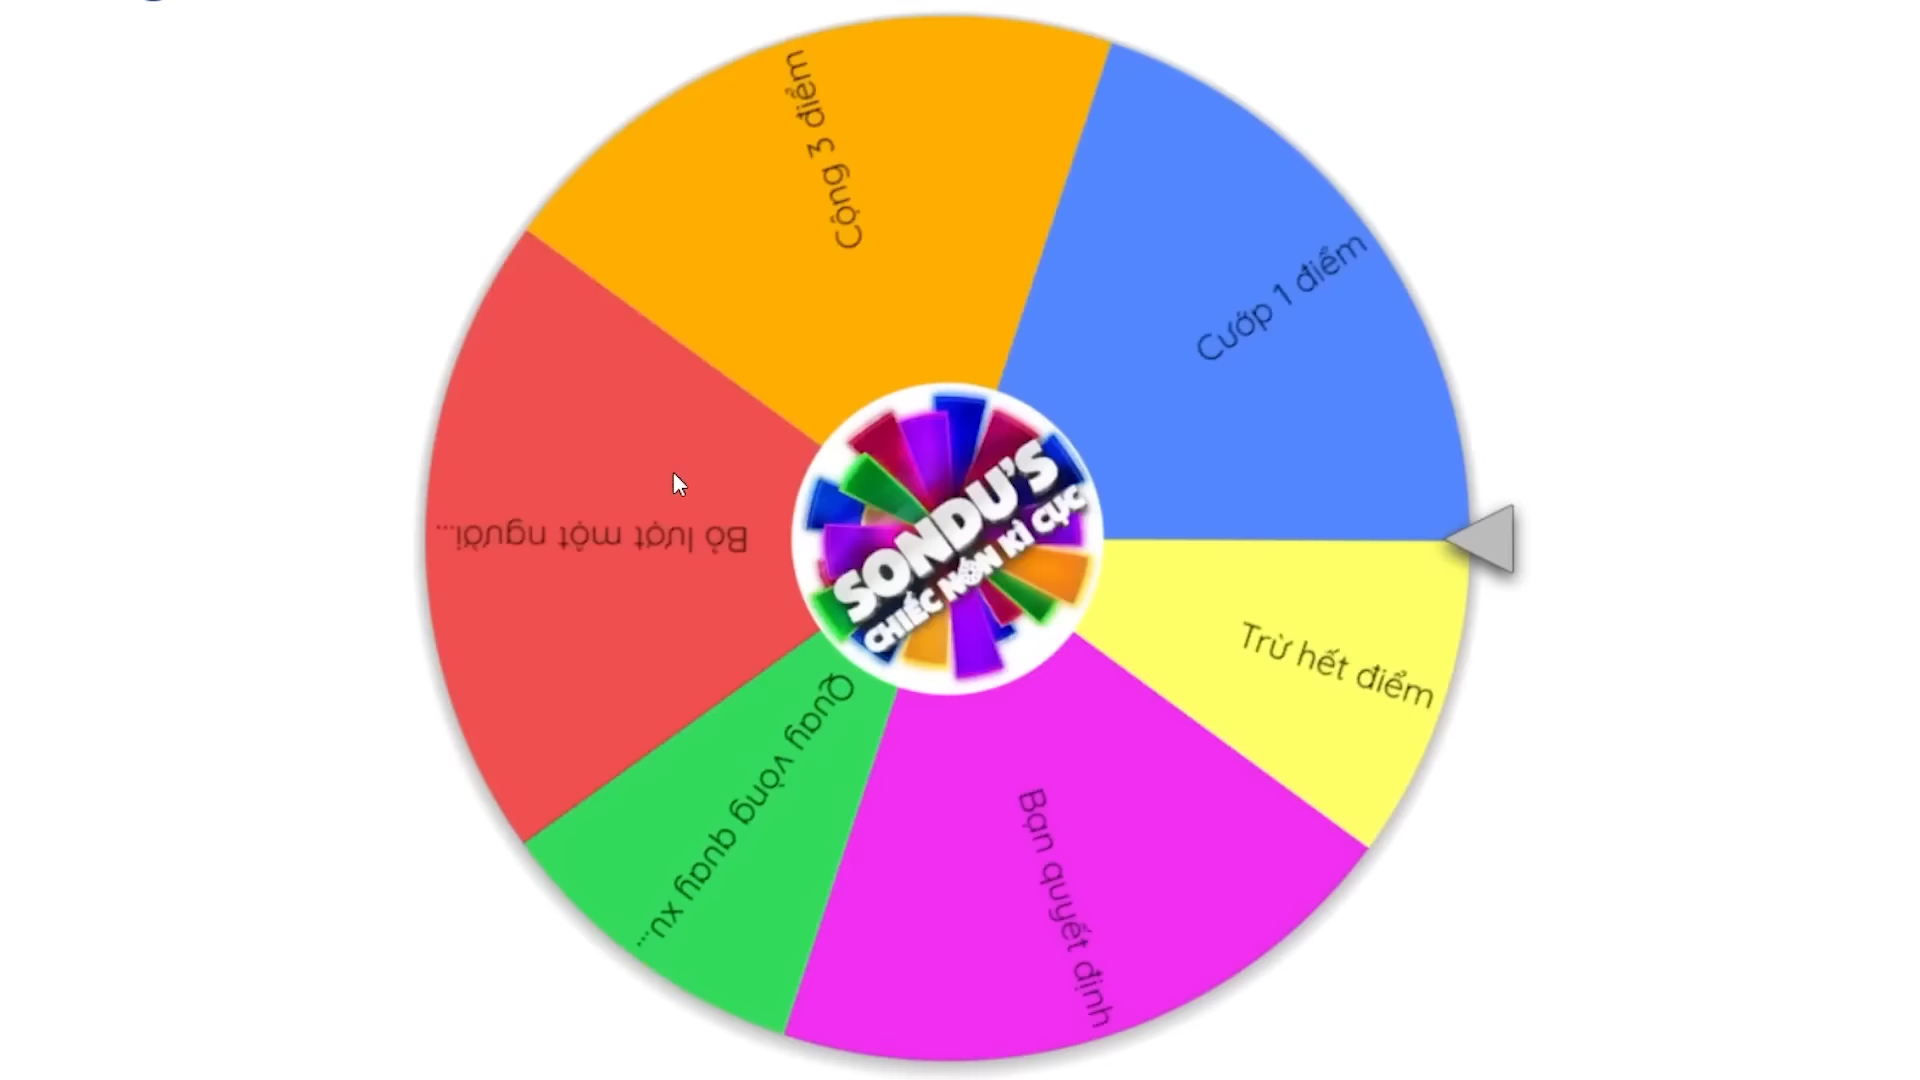 Cộng 3 điểm
Cướp 1 điểm
Bỏ lượt một người...
SONDU'S
CHIẾC NÓN KÌ CỤC
Trừ hết điểm
Quay vòng quay xu...
Bạn quyết định